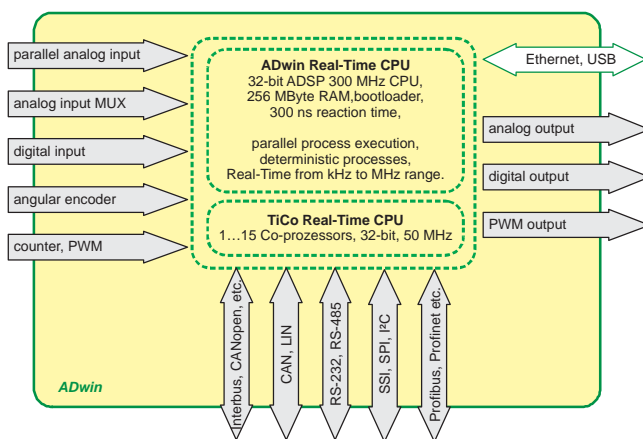 parallel analog input
analog input MUX
digital input
angular encoder
counter, PWM
ADwin Real-Time CPU
32-bit ADSP 300 MHz CPU,
256 MByte RAM,bootloader,
300 ns reaction time,
parallel process execution,
deterministic processes,
Real-Time from kHz to MHz range.
TiCo Real-Time CPU
1…15 Co-prozessors, 32-bit, 50 MHz
Ethernet, USB
analog output
digital output
PWM output
Interbus, CANopen, etc.
CAN, LIN
RS-232, RS-485
SSI, SPI, I²C
Profibus, Profinet etc.
ADwin